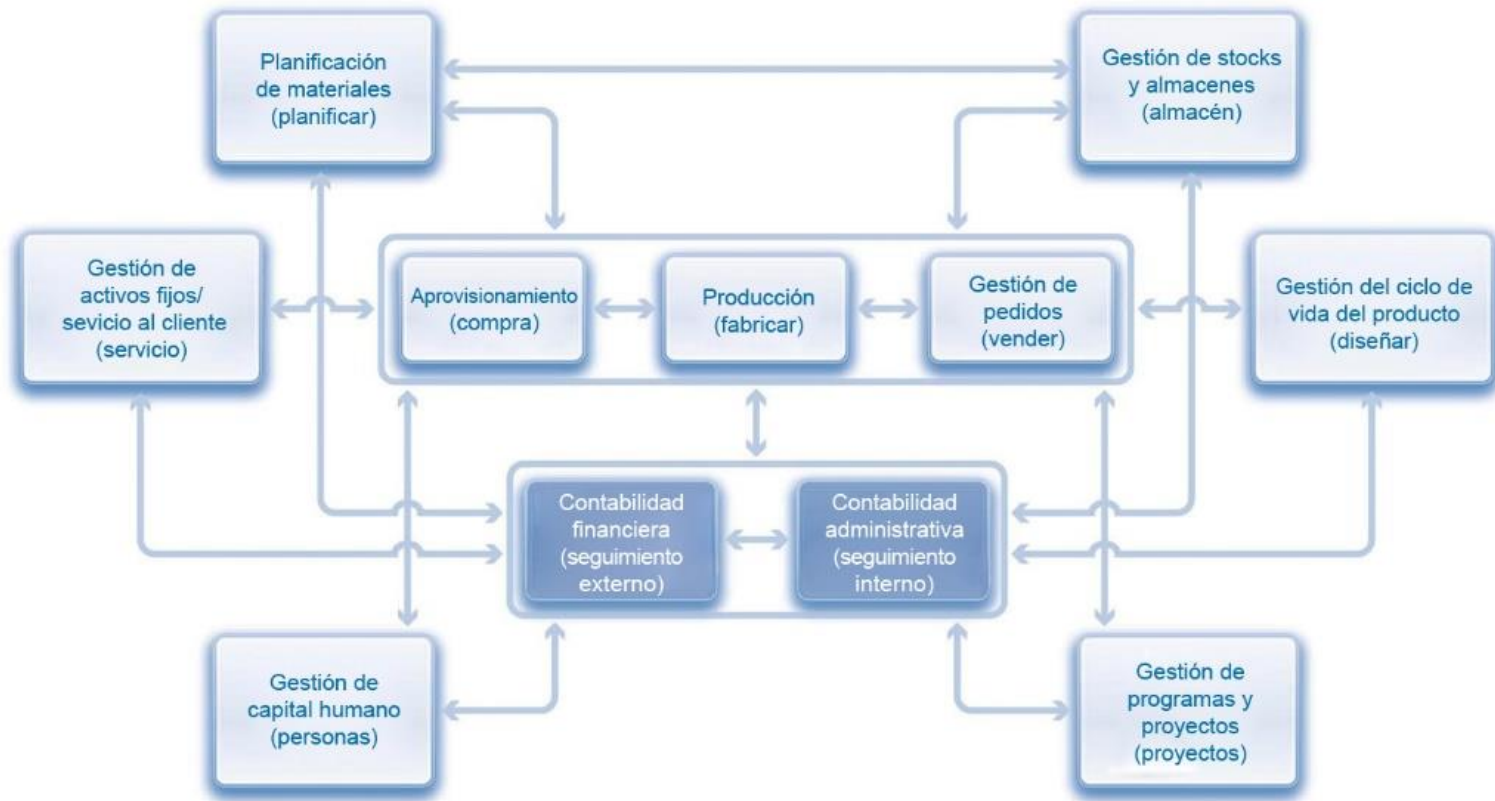 Planificación
de materiales
(planificar)
Gestión de stocks
y almacenes
(almacén)
Gestión de
activos fijos/
sevicio al cliente
(servicio)
Aprovisionamiento
(compra)
Producción
(fabricar)
Gestión de
pedidos
(vender)
Gestión del ciclo de
vida del producto
(diseñar)
Contabilidad
financiera
(seguimiento
externo)
Contabilidad
administrativa
(seguimiento
interno)
Gestión de
capital humano
(personas)
Gestión de
programas y
proyectos
(proyectos)